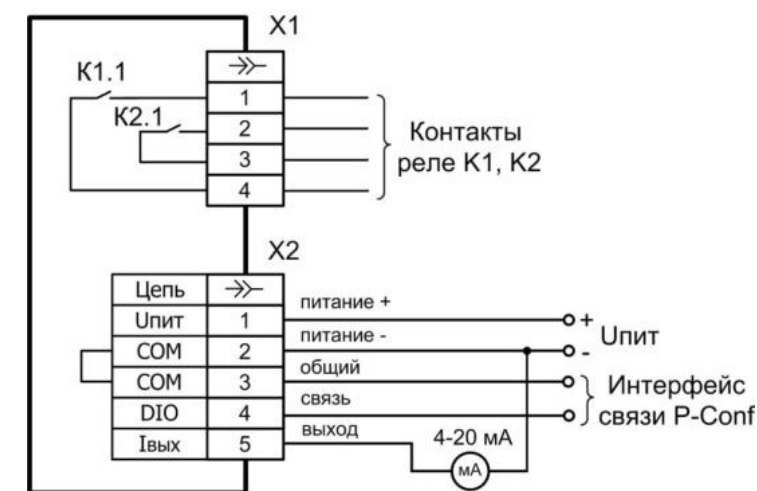 X1
K1.1
1
K2.1
2
3
4
Контакты
реле K1, K2
X2
Цепь
Uпит 1 питание +
COM 2 питание -
COM 3 общий
DIO 4 связь
Iвых 5 выход
+
-
Uпит
Интерфейс
связи P-Conf
4-20 мА
мА